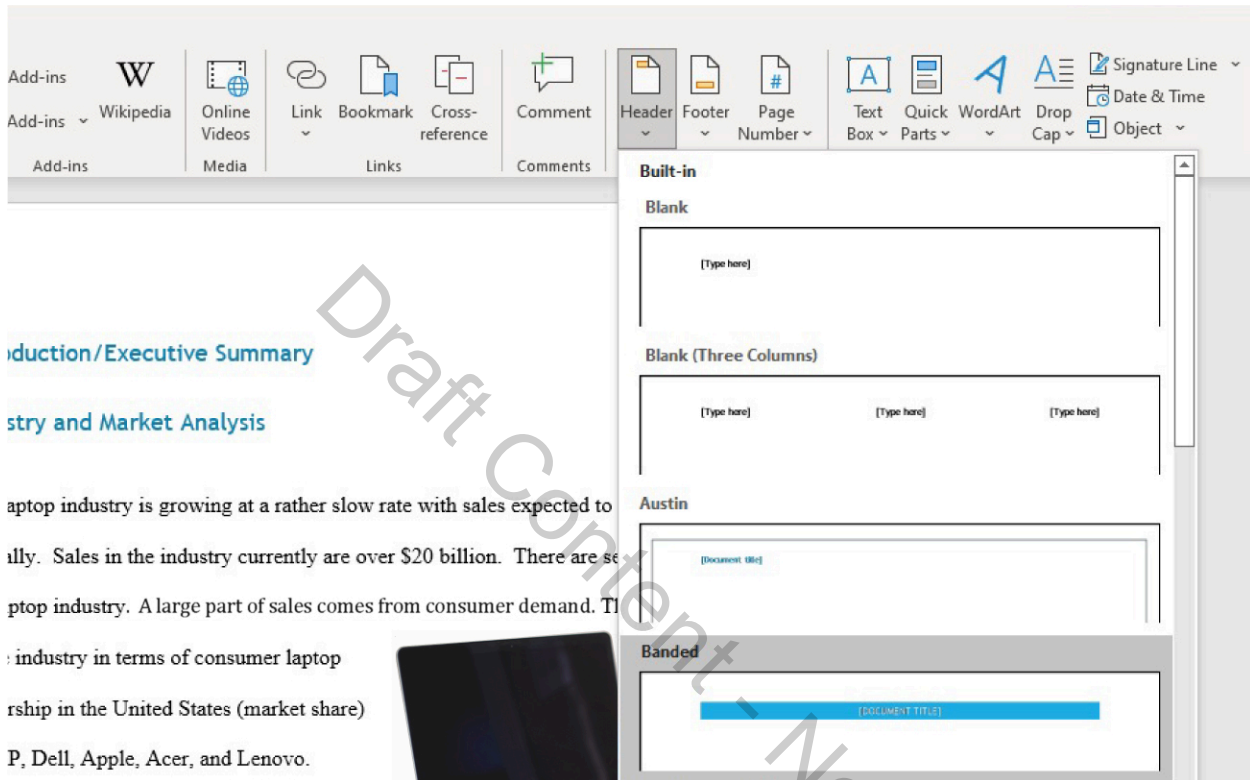 Add-ins
Add-ins
Add-ins
W
Wikipedia
Online
Videos
Media
Link
Bookmark
Cross-
reference
Links
Comment
Comments
Header
Footer
#
Page
Number
A
Text
Box
Quick
Parts
A
WordArt
A
Drop
Cap
Signature Line
Date & Time
Object
Built-in
Blank
[Type here]
Blank (Three Columns)
[Type here] [Type here] [Type here]
Austin
[Document title]
Banded
[DOCUMENT TITLE]
oduction/Executive Summary
stry and Market Analysis
aptop industry is growing at a rather slow rate with sales expected to
ally. Sales in the industry currently are over $20 billion. There are se
ptop industry. A large part of sales comes from consumer demand. Th
industry in terms of consumer laptop
rship in the United States (market share)
P, Dell, Apple, Acer, and Lenovo.
Draft Content - No